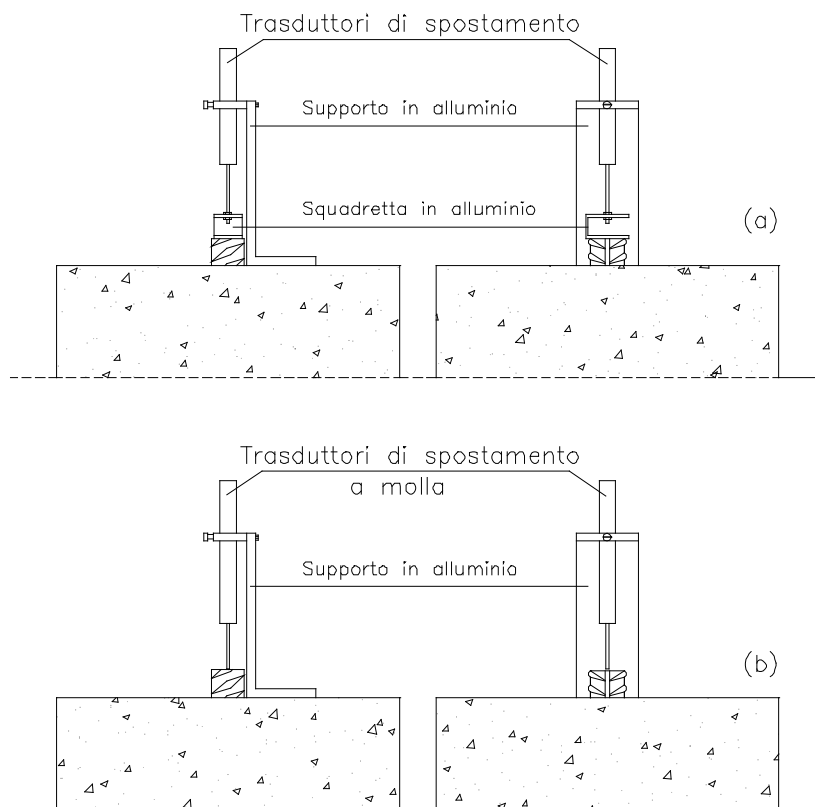 Trasduttori di spostamento
Supporto in alluminio
Squadretta in alluminio
(a)
Trasduttori di spostamento
a molla
Supporto in alluminio
(b)